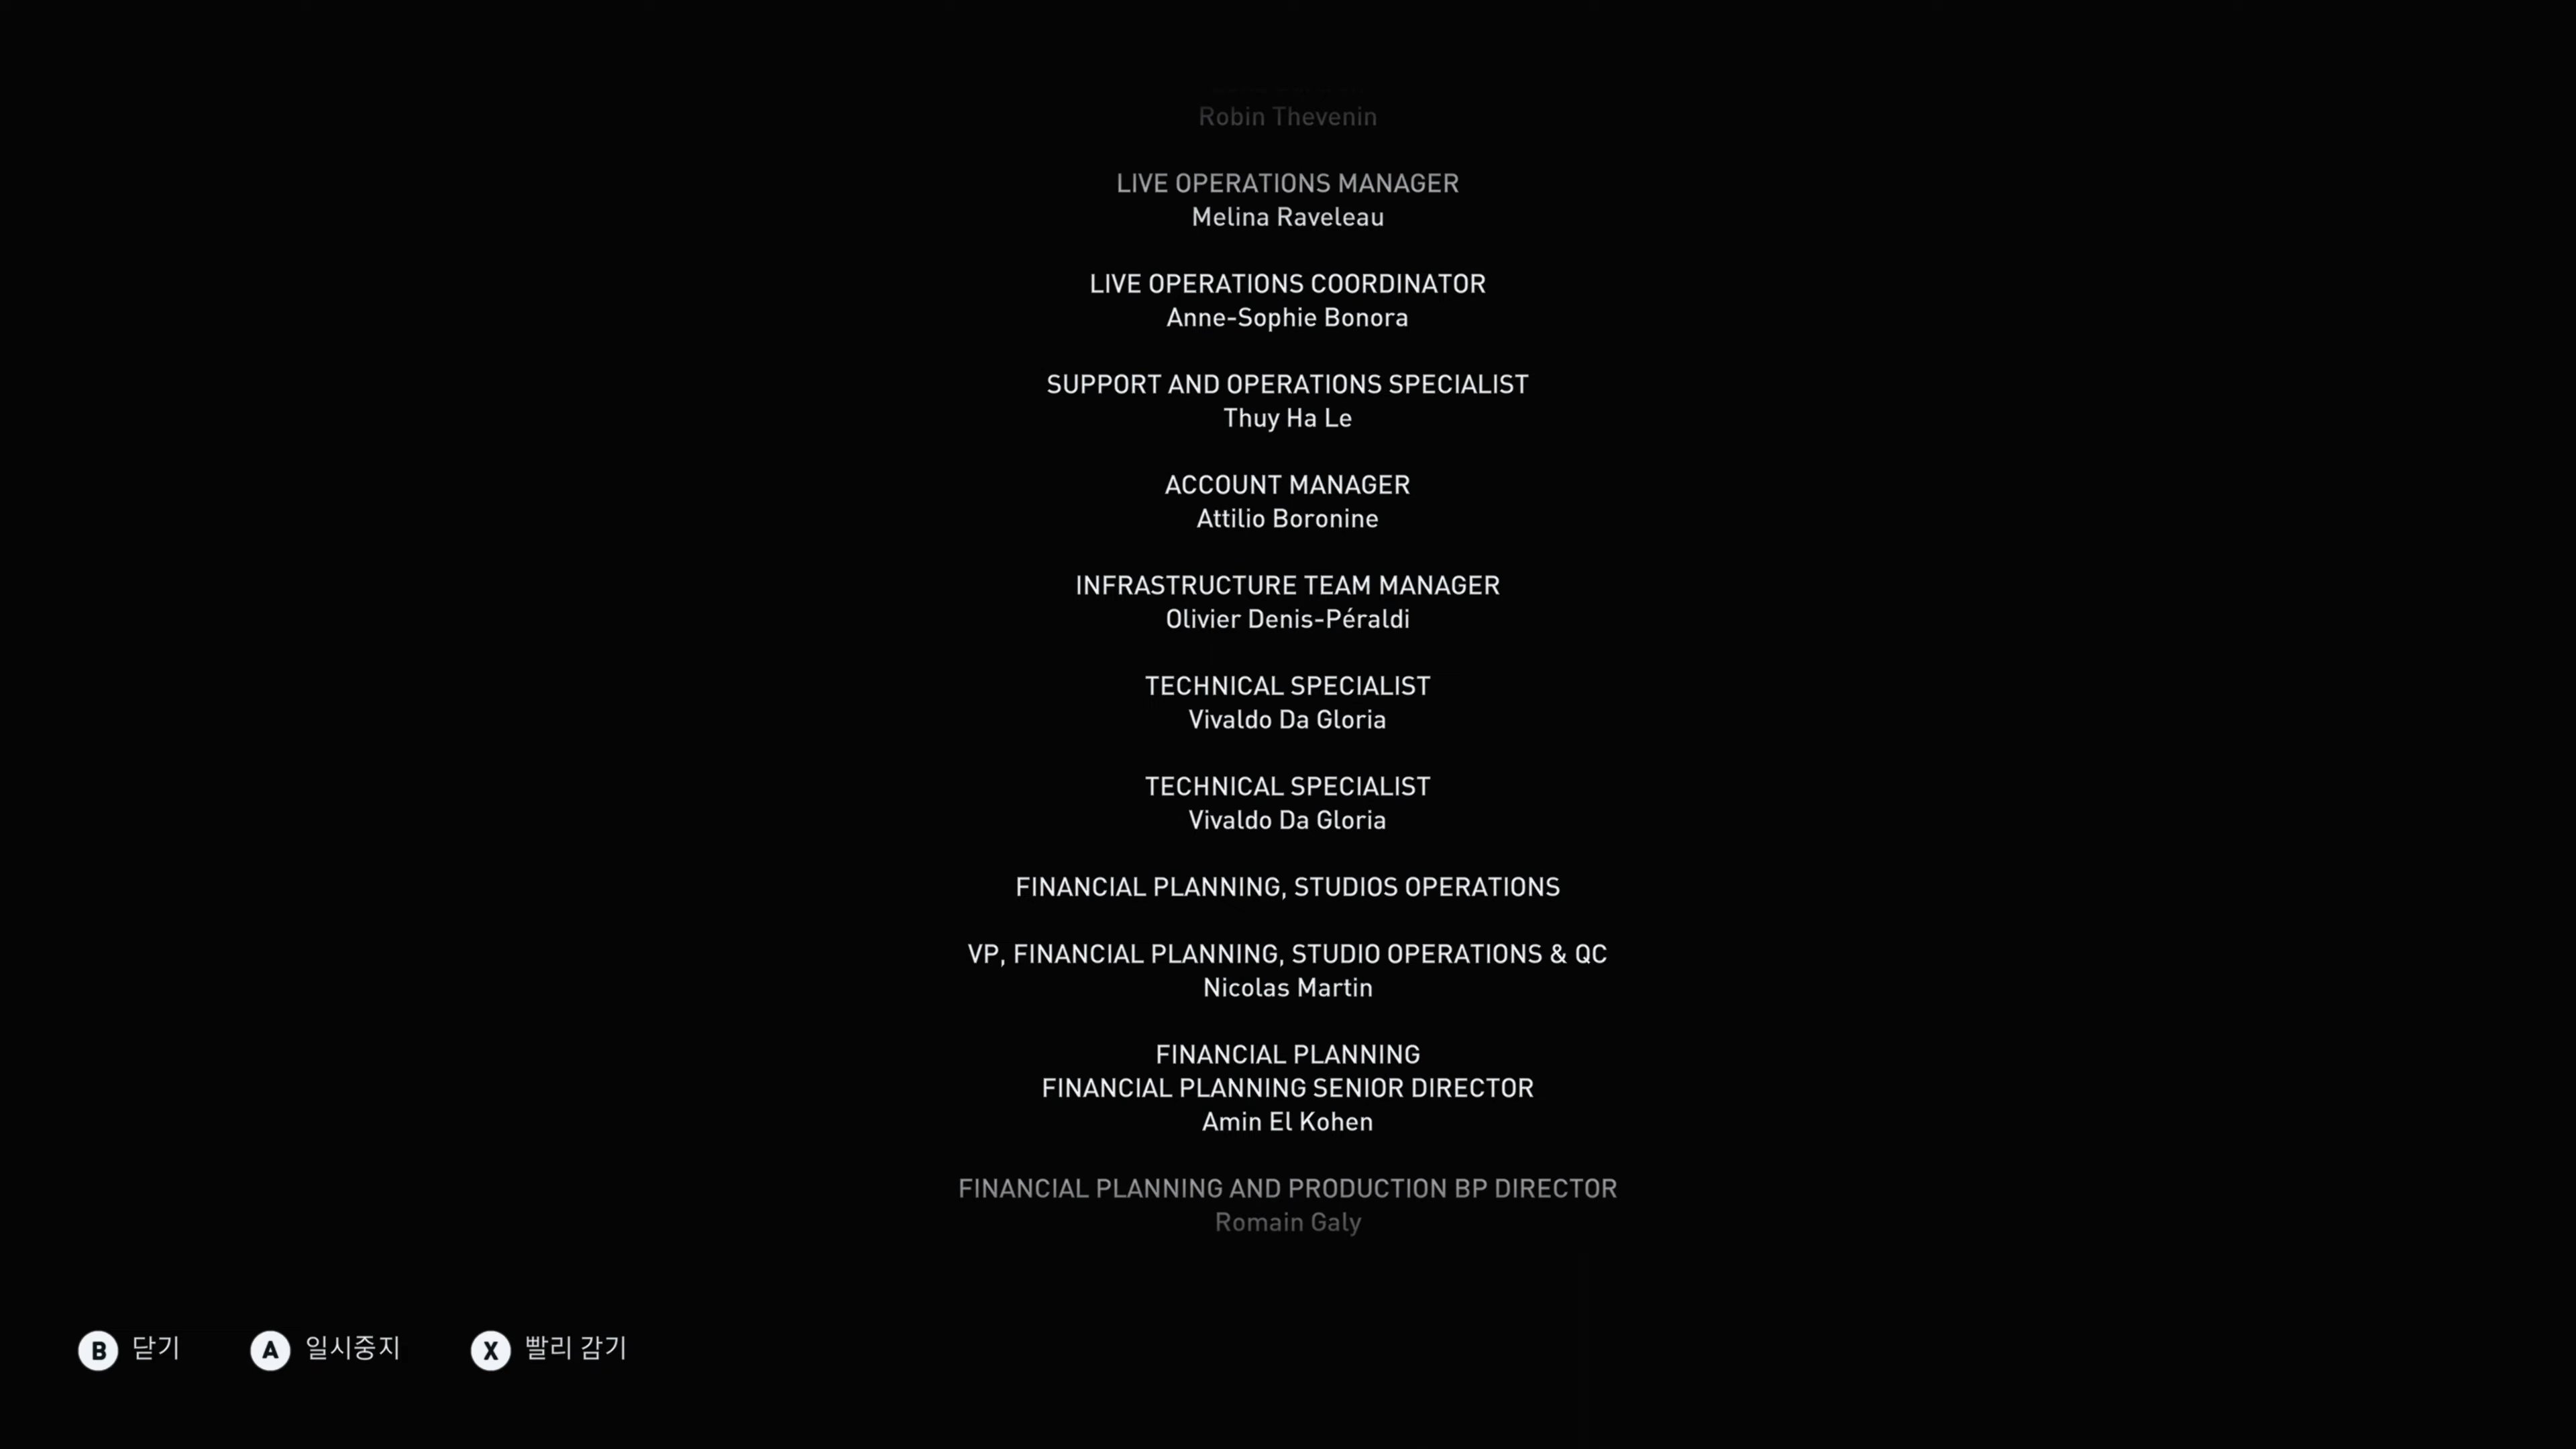 Robin Thevenin
LIVE OPERATIONS MANAGER
Melina Raveleau
LIVE OPERATIONS COORDINATOR
Anne-Sophie Bonora
SUPPORT AND OPERATIONS SPECIALIST
Thuy Ha Le
ACCOUNT MANAGER
Attilio Boronine
INFRASTRUCTURE TEAM MANAGER
Olivier Denis-Péraldi
TECHNICAL SPECIALIST
Vivaldo Da Gloria
TECHNICAL SPECIALIST
Vivaldo Da Gloria
FINANCIAL PLANNING, STUDIOS OPERATIONS
VP, FINANCIAL PLANNING, STUDIO OPERATIONS & QC
Nicolas Martin
FINANCIAL PLANNING
FINANCIAL PLANNING SENIOR DIRECTOR
Amin El Kohen
FINANCIAL PLANNING AND PRODUCTION BP DIRECTOR
Romain Galy
B 닫기 A 일시중지 X 빨리 감기